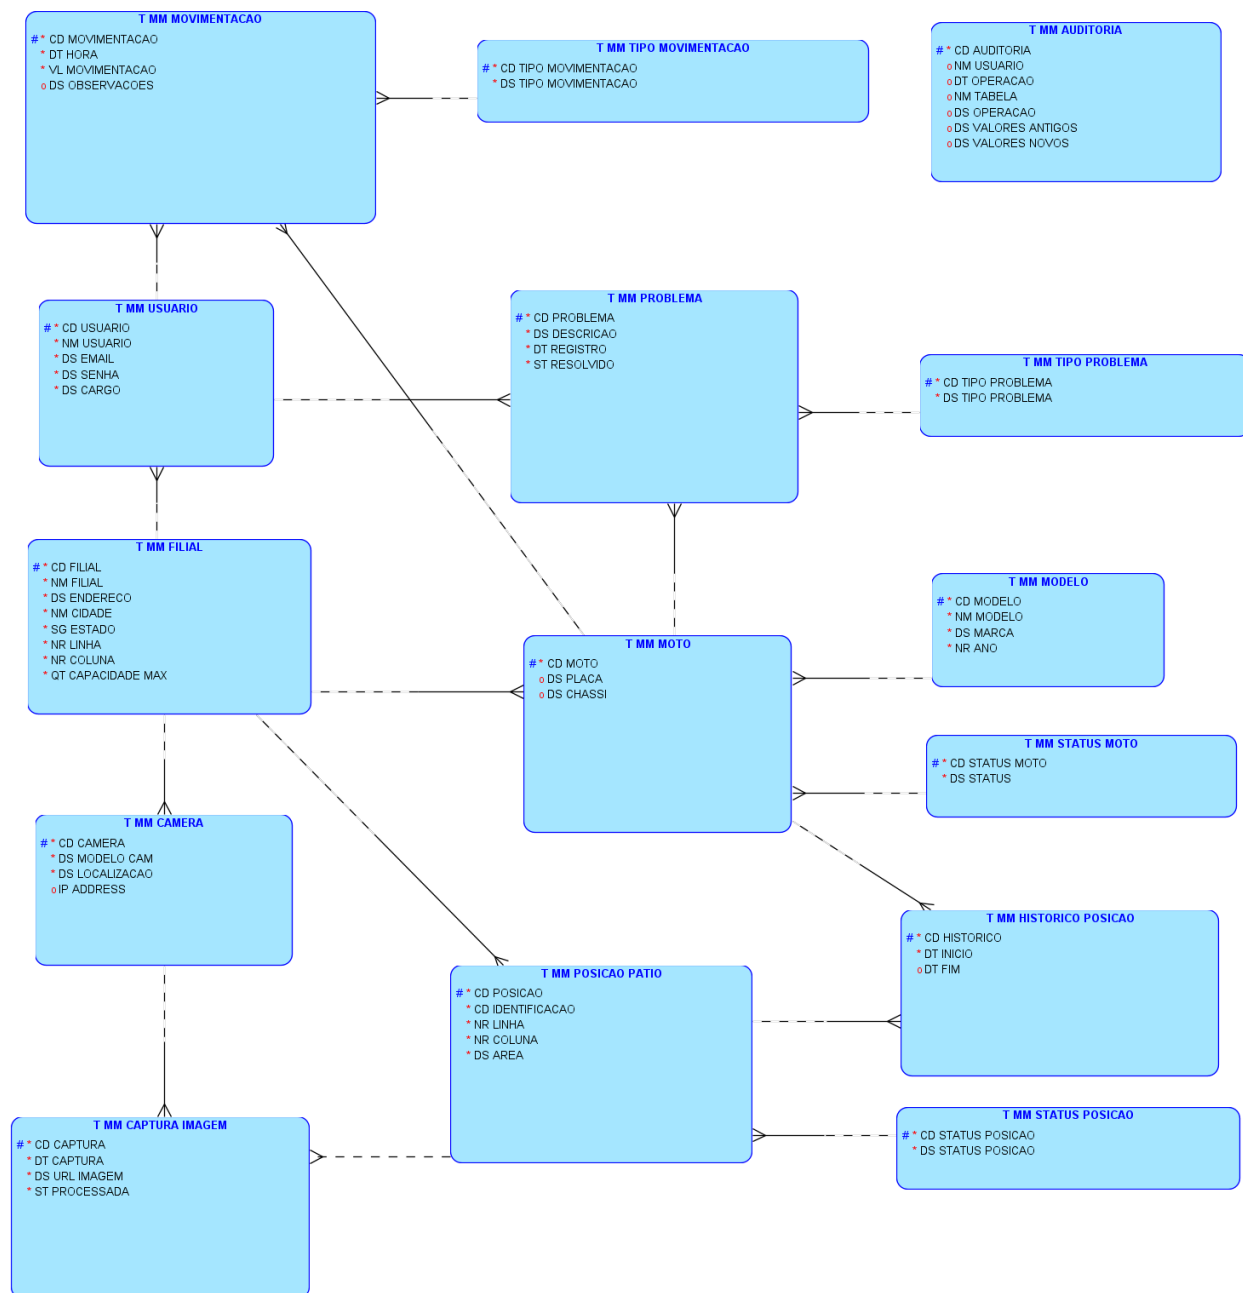 T MM MOVIMENTACAO
# * CD MOVIMENTACAO
* DT HORA
* VL MOVIMENTACAO
o DS OBSERVACOES
T MM TIPO MOVIMENTACAO
# * CD TIPO MOVIMENTACAO
* DS TIPO MOVIMENTACAO
T MM AUDITORIA
# * CD AUDITORIA
o NM USUARIO
o DT OPERACAO
o NM TABELA
o DS OPERACAO
o DS VALORES ANTIGOS
o DS VALORES NOVOS
T MM USUARIO
# * CD USUARIO
* NM USUARIO
* DS EMAIL
* DS SENHA
* DS CARGO
T MM PROBLEMA
# * CD PROBLEMA
* DS DESCRICAO
* DT REGISTRO
* ST RESOLVIDO
T MM TIPO PROBLEMA
# * CD TIPO PROBLEMA
* DS TIPO PROBLEMA
T MM FILIAL
# * CD FILIAL
* NM FILIAL
* DS ENDERECO
* NM CIDADE
* SG ESTADO
* NR LINHA
* NR COLUNA
* QT CAPACIDADE MAX
T MM MOTO
# * CD MOTO
o DS PLACA
o DS CHASSI
T MM MODELO
# * CD MODELO
* NM MODELO
* DS MARCA
* NR ANO
T MM STATUS MOTO
# * CD STATUS MOTO
* DS STATUS
T MM CAMERA
# * CD CAMERA
* DS MODELO CAM
* DS LOCALIZACAO
o IP ADDRESS
T MM POSICAO PATIO
# * CD POSICAO
* CD IDENTIFICACAO
* NR LINHA
* NR COLUNA
* DS AREA
T MM HISTORICO POSICAO
# * CD HISTORICO
* DT INICIO
o DT FIM
T MM CAPTURA IMAGEM
# * CD CAPTURA
* DT CAPTURA
* DS URL IMAGEM
* ST PROCESSADA
T MM STATUS POSICAO
# * CD STATUS POSICAO
* DS STATUS POSICAO